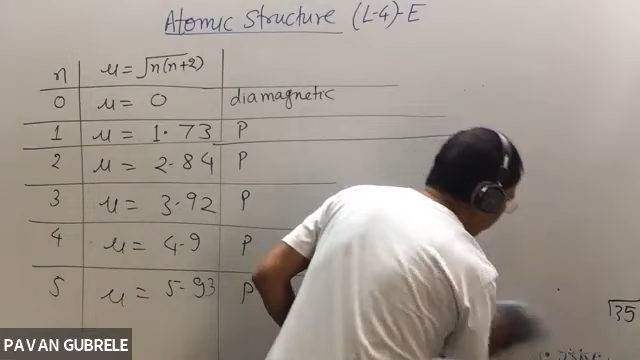 Atomic Structure (L-4)-E
n μ = √n(n+2)
0 μ = 0 diamagnetic
1 μ = 1.73 P
2 μ = 2.84 P
3 μ = 3.92 P
4 μ = 4.9 P
5 μ = 5.93 P
√35
PAVAN GUBRELE